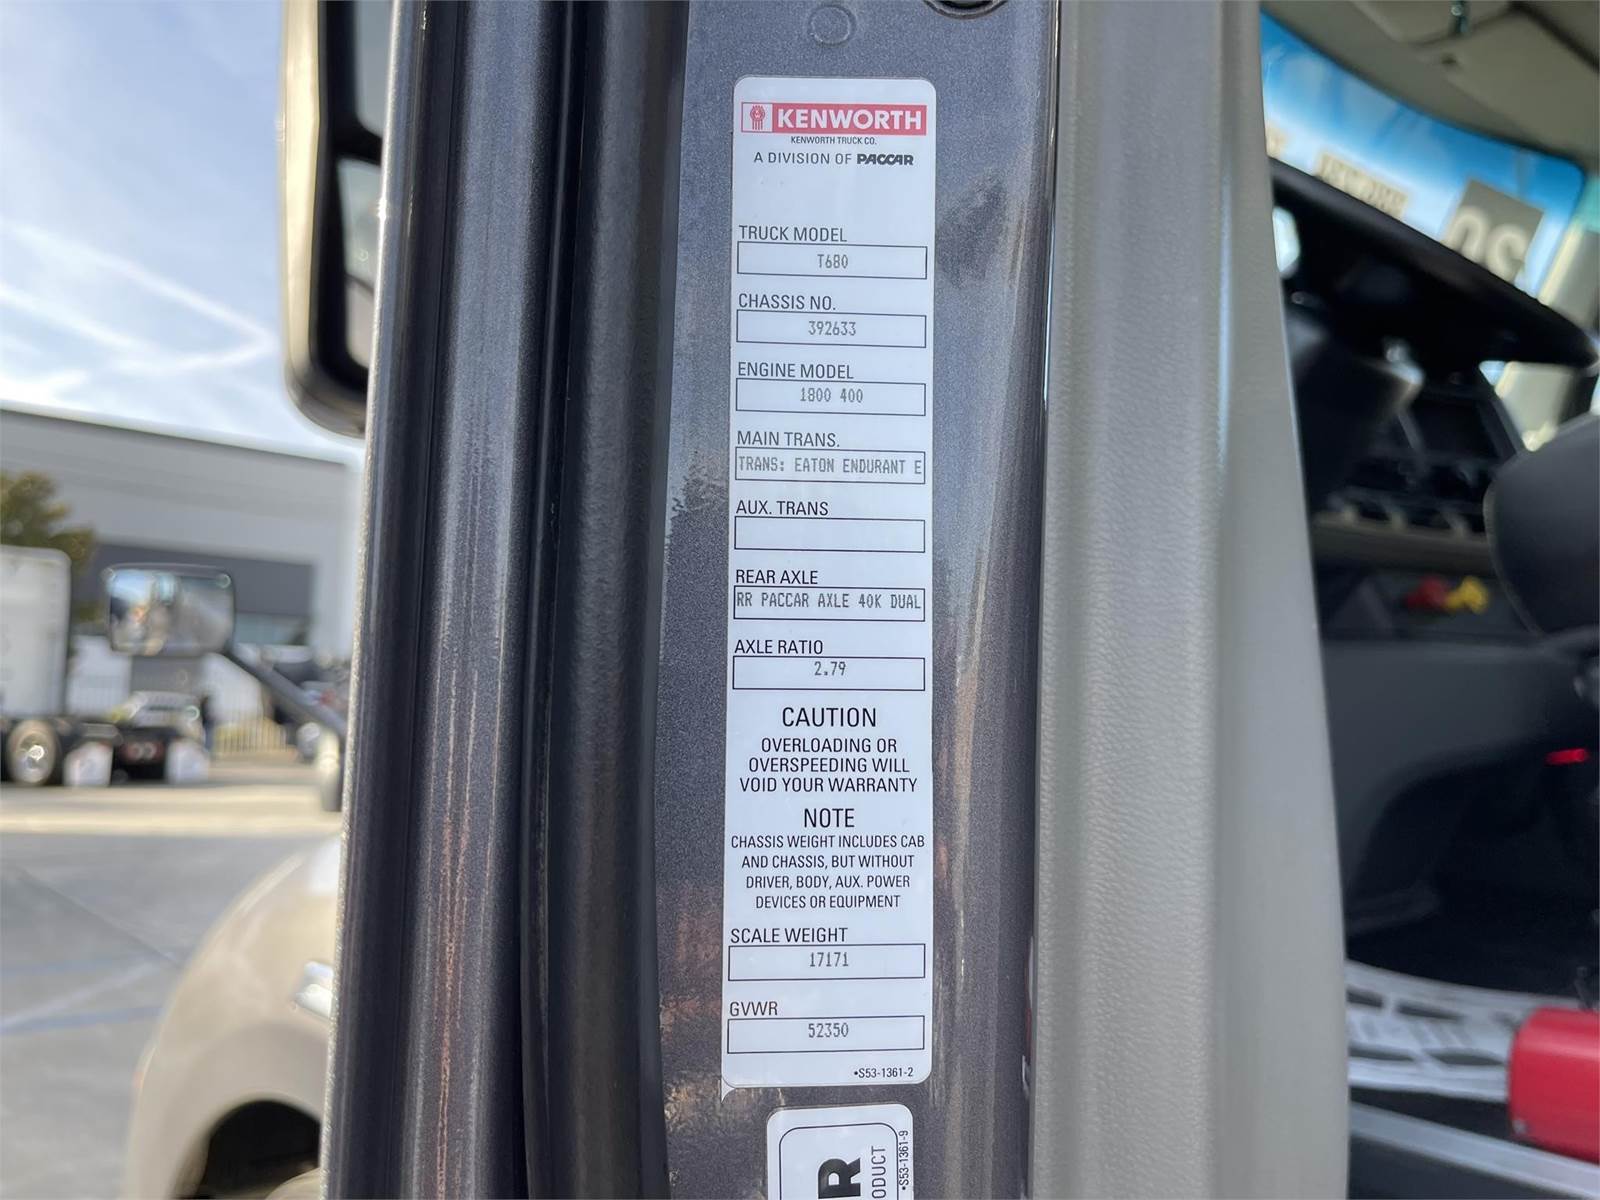 KENWORTH
KENWORTH TRUCK CO.
A DIVISION OF PACCAR
TRUCK MODEL
T680
CHASSIS NO.
392633
ENGINE MODEL
1800 400
MAIN TRANS.
TRANS: EATON ENDURANT E
AUX. TRANS
REAR AXLE
RR PACCAR AXLE 40K DUAL
AXLE RATIO
2.79
CAUTION
OVERLOADING OR
OVERSPEEDING WILL
VOID YOUR WARRANTY
NOTE
CHASSIS WEIGHT INCLUDES CAB
AND CHASSIS, BUT WITHOUT
DRIVER, BODY, AUX. POWER
DEVICES OR EQUIPMENT
SCALE WEIGHT
17171
GVWR
52350
•S53-1361-2
•S53-1361-9
20